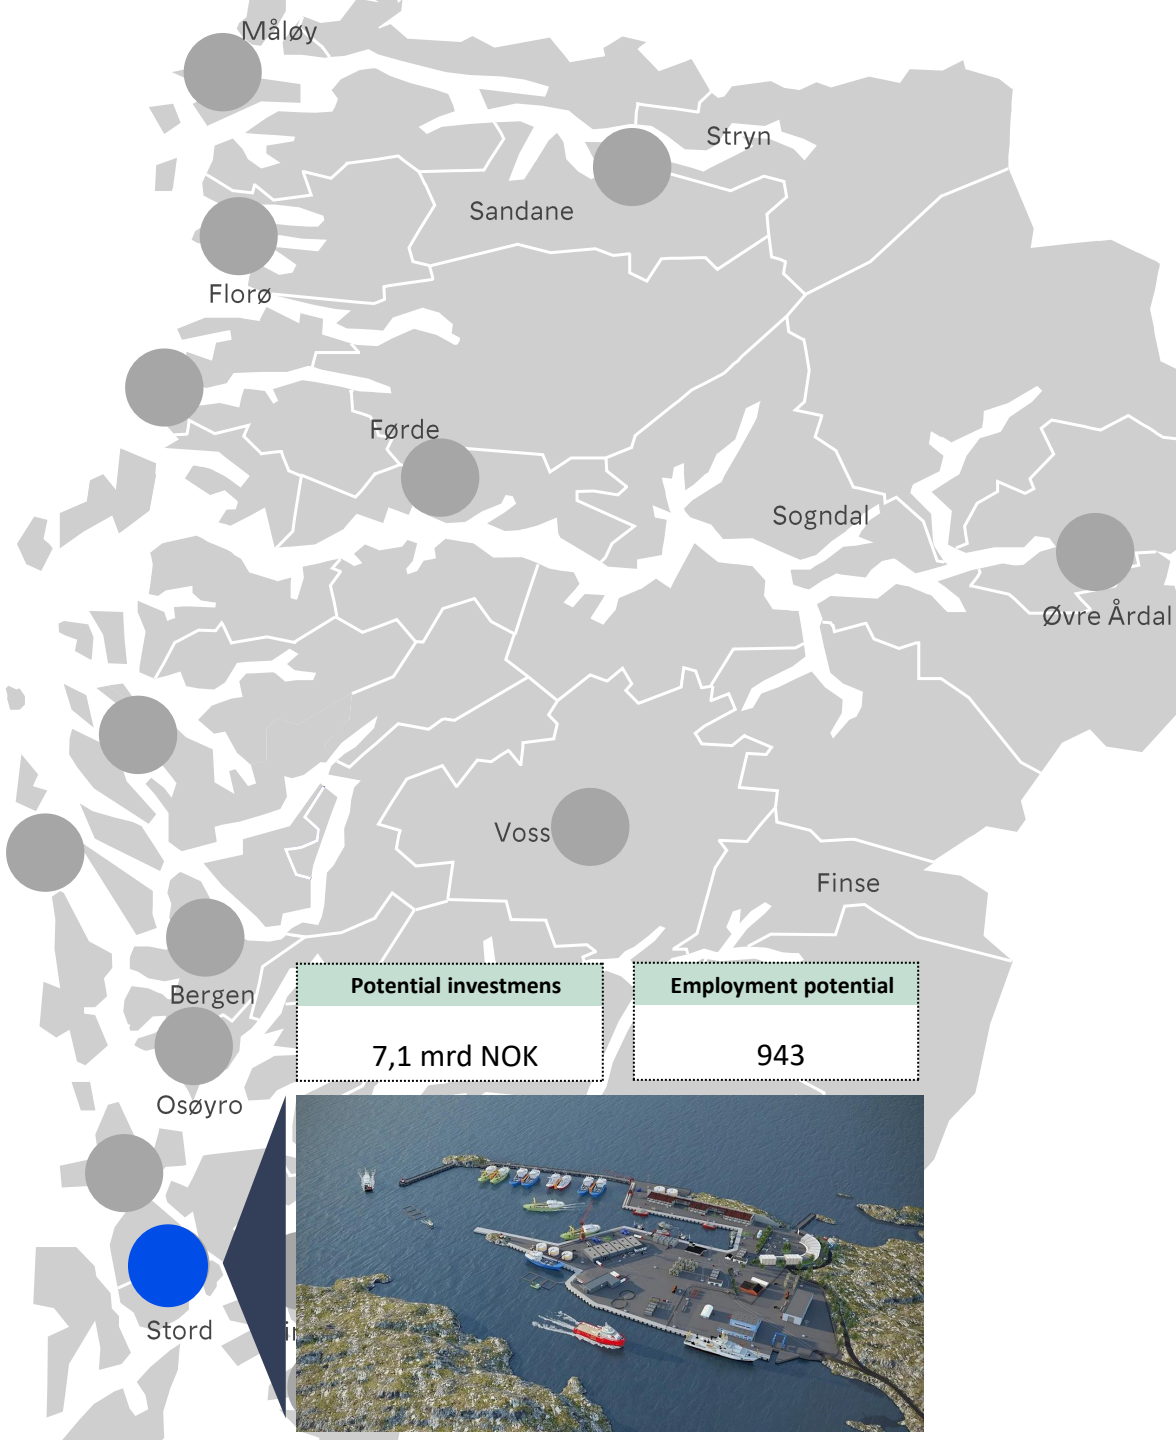 Måløy
Stryn
Sandane
Florø
Førde
Sogndal
Øvre Årdal
Voss
Finse
Bergen
Potential investmens
7,1 mrd NOK
Employment potential
943
Osøyro
Stord